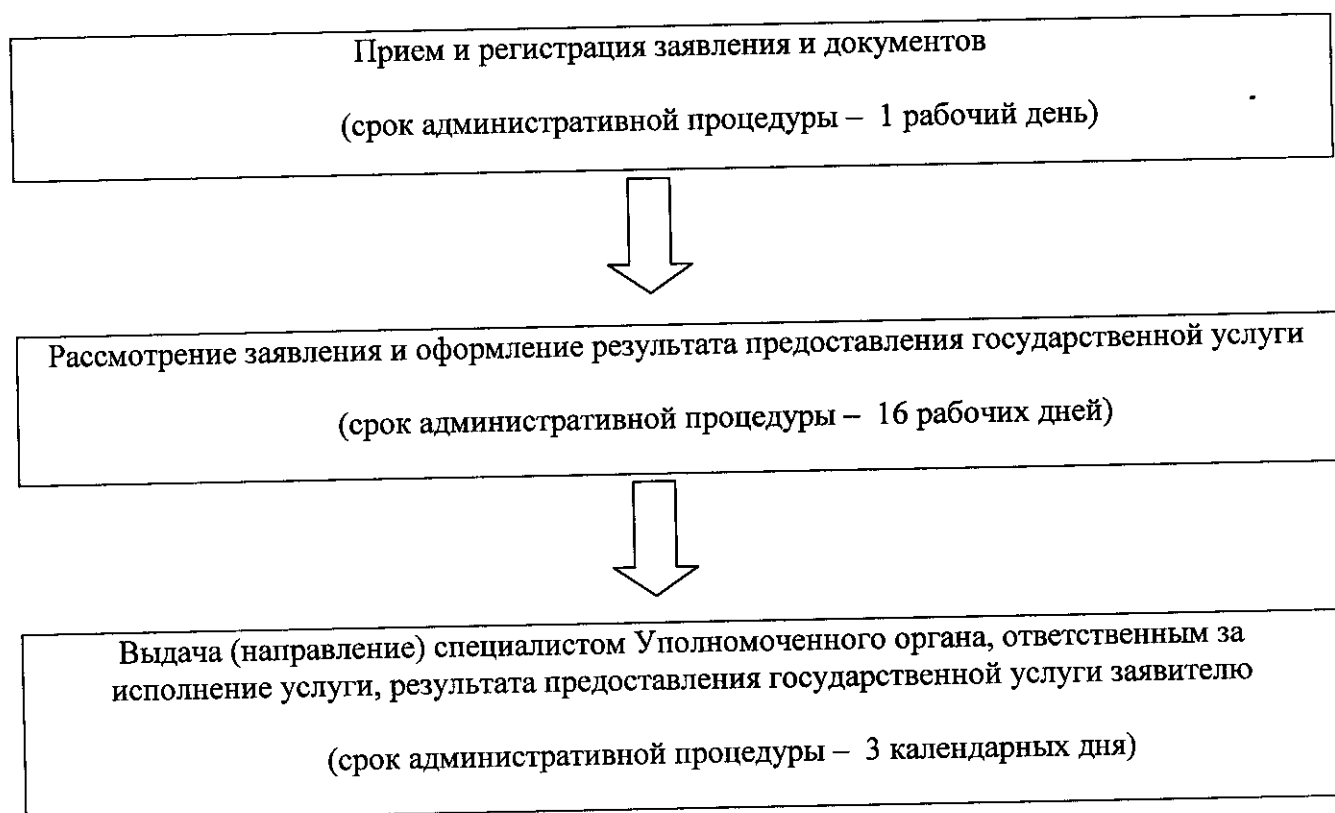 Прием и регистрация заявления и документов
(срок административной процедуры – 1 рабочий день)
Рассмотрение заявления и оформление результата предоставления государственной услуги
(срок административной процедуры – 16 рабочих дней)
Выдача (направление) специалистом Уполномоченного органа, ответственным за
исполнение услуги, результата предоставления государственной услуги заявителю
(срок административной процедуры – 3 календарных дня)